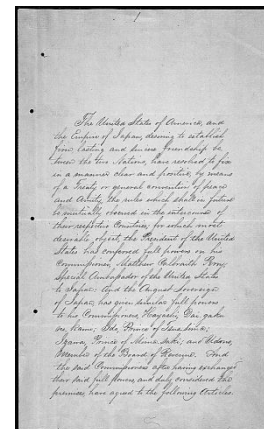 The United States of America, and
the Empire of Japan, desiring to establish
firm, lasting and sincere friendship be
tween the two Nations, have resolved to fix
in a manner clear and positive, by means
of a Treaty or general convention of peace
and Amity, the rules which shall in future
be mutually observed in the intercourse of
their respective Countries; for which most
desirable object, the President of the United
States has conferred full powers on his
Commissioner, Matthew Calbraith Perry,
Special Ambassador of the United States
to Japan: And the August Sovereign
of Japan, has given similar full powers
to his Commissioners, Hayashi, Dai-gaku
no kami; Ido, Prince of Tsus-Sima;
Izawa, Prince of Mima-saki; and Udono,
Member of the Board of Revenue. And
the said Commissioners after having exchanged
their said full powers, and duly considered the
premises, have agreed to the following Articles.